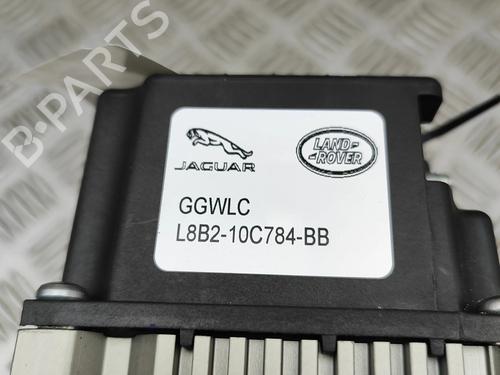 B-PARTS
JAGUAR
LAND-
-ROVER
GGWLC
L8B2-10C784-BB